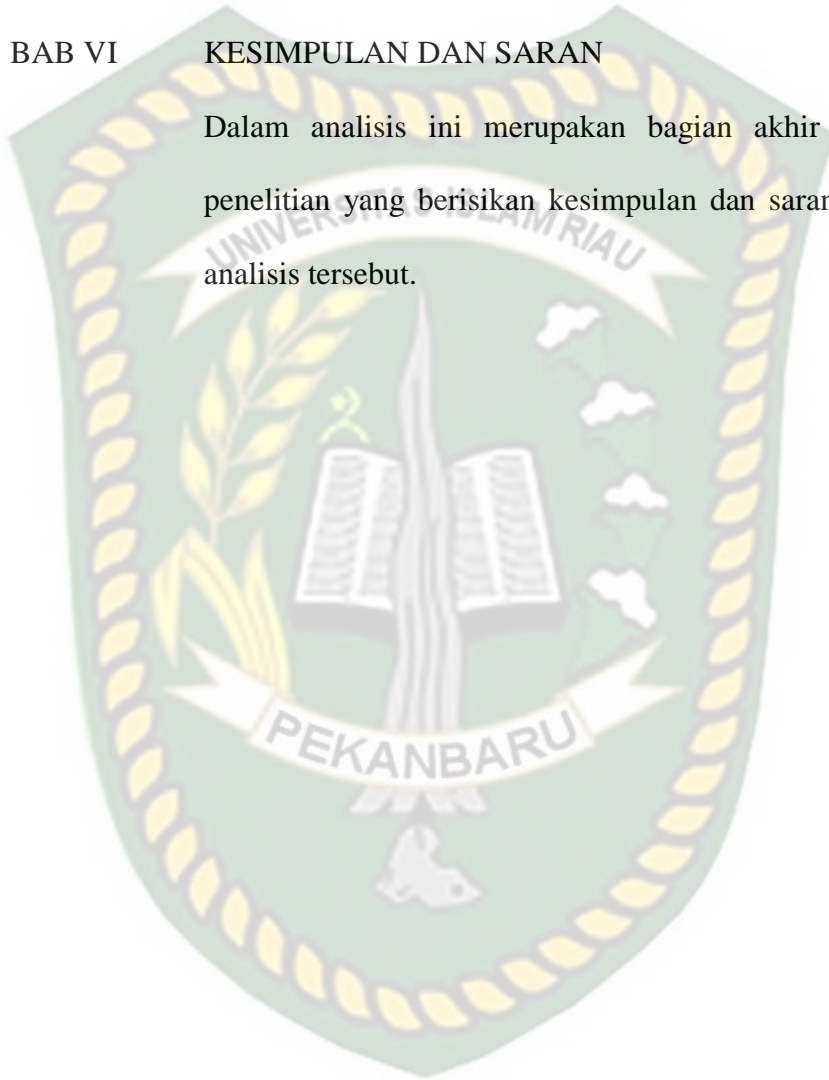 BAB VI KESIMPULAN DAN SARAN
Dalam analisis ini merupakan bagian akhir
penelitian yang berisikan kesimpulan dan saran
analisis tersebut.
UNIVERSITAS ISLAM RIAU
PEKANBARU